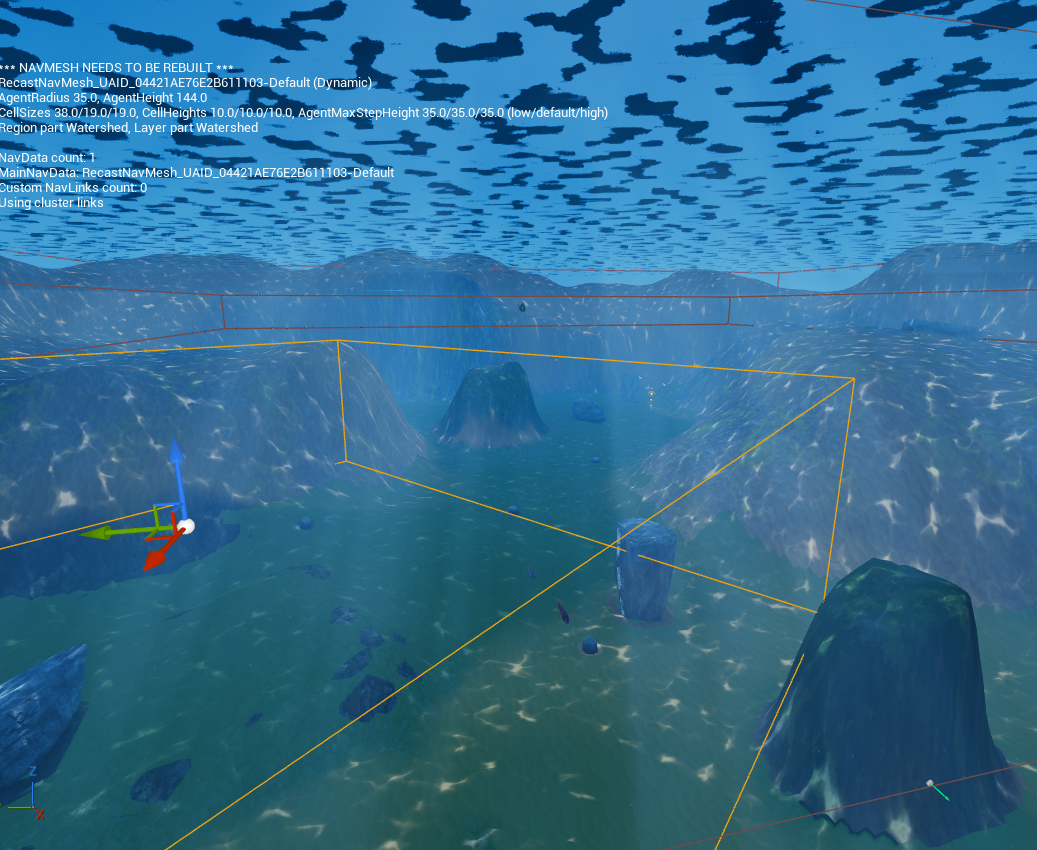 *** NAVMESH NEEDS TO BE REBUILT ***
RecastNavMesh_UAID_04421AE76E2B611103-Default (Dynamic)
AgentRadius 35.0, AgentHeight 144.0
CellSizes 38.0/19.0/19.0, CellHeights 10.0/10.0/10.0, AgentMaxStepHeight 35.0/35.0/35.0 (low/default/high)
Region part Watershed, Layer part Watershed
NavData count: 1
MainNavData: RecastNavMesh_UAID_04421AE76E2B611103-Default
Custom NavLinks count: 0
Using cluster links
Z
X